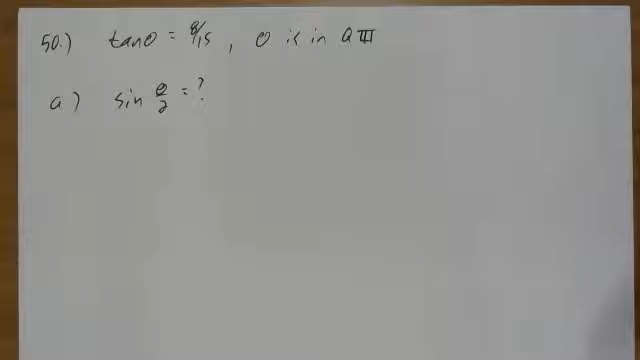 50.) tanθ = 8/15, θ is in QIII
a) sin θ/2 = ?